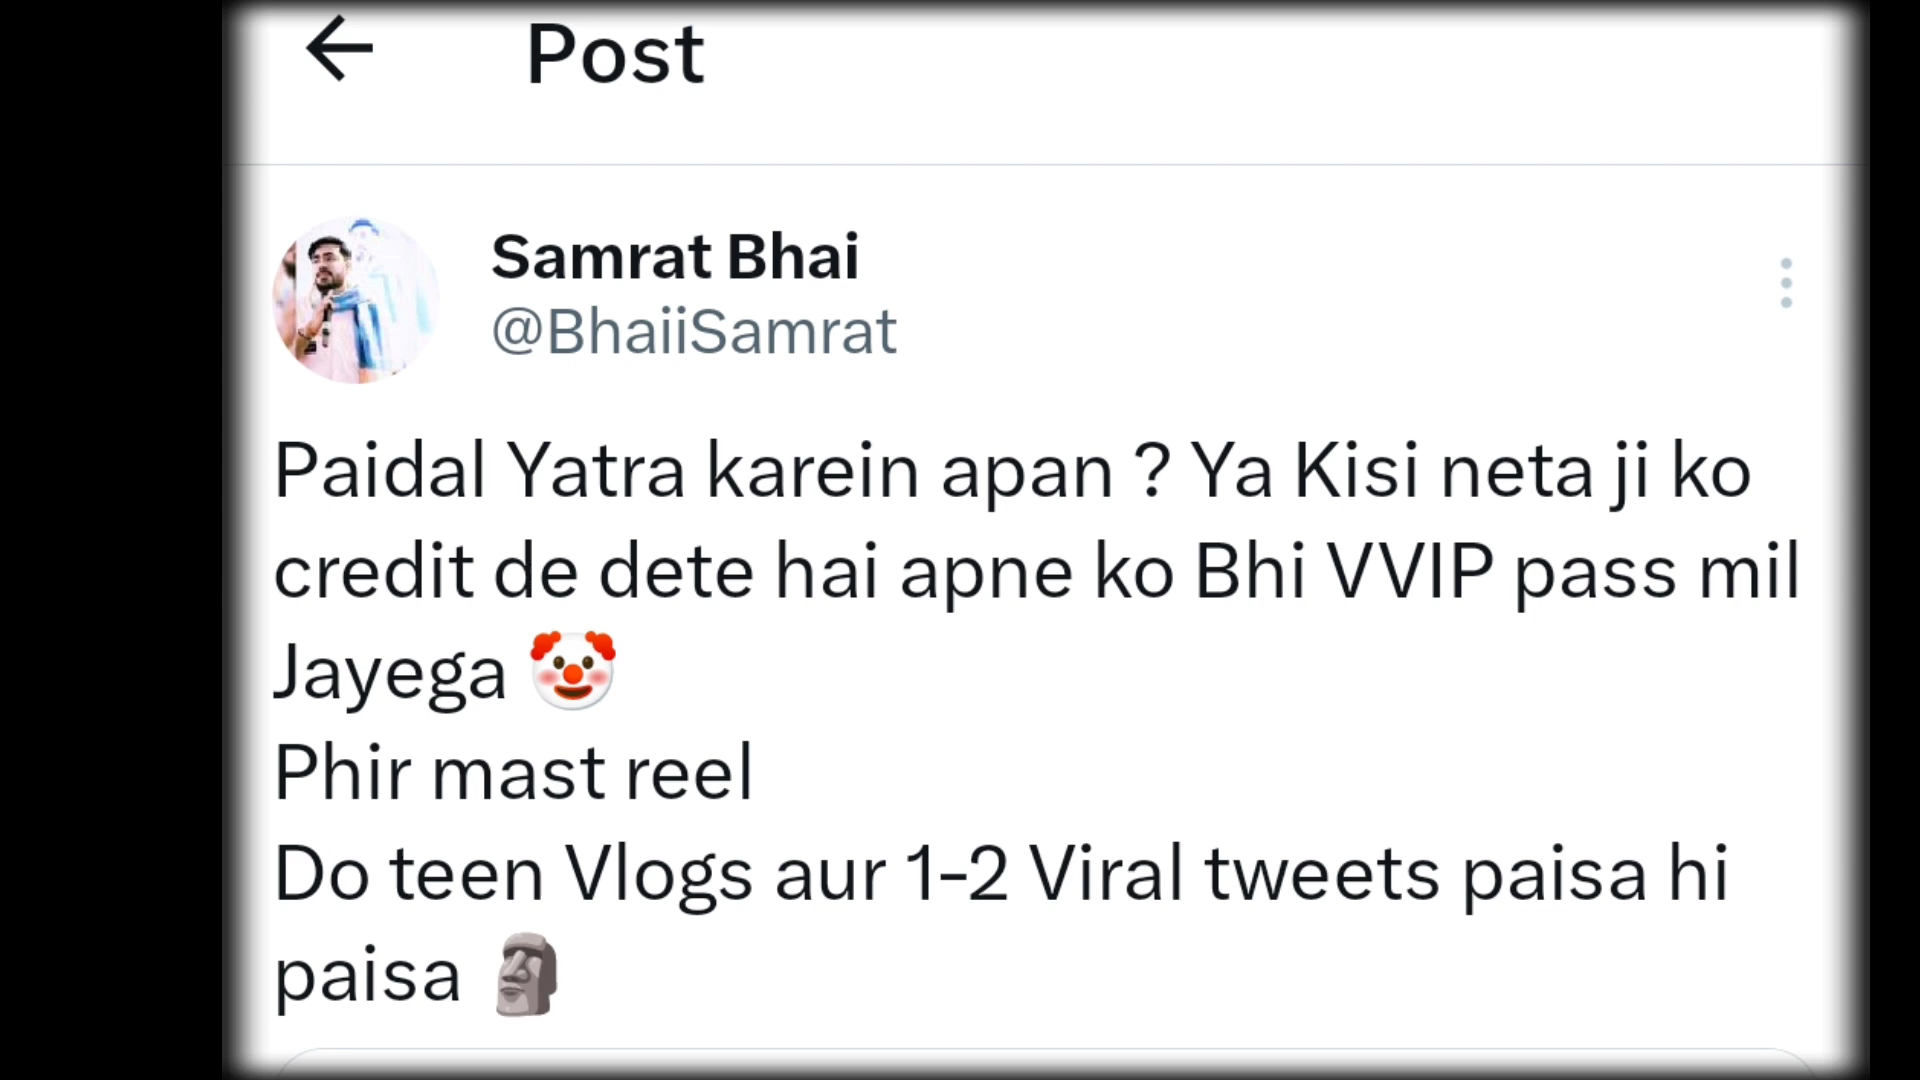 Post
Samrat Bhai
@BhaiiSamrat
Paidal Yatra karein apan ? Ya Kisi neta ji ko
credit de dete hai apne ko Bhi VVIP pass mil
Jayega 🤡
Phir mast reel
Do teen Vlogs aur 1-2 Viral tweets paisa hi
paisa 🗿